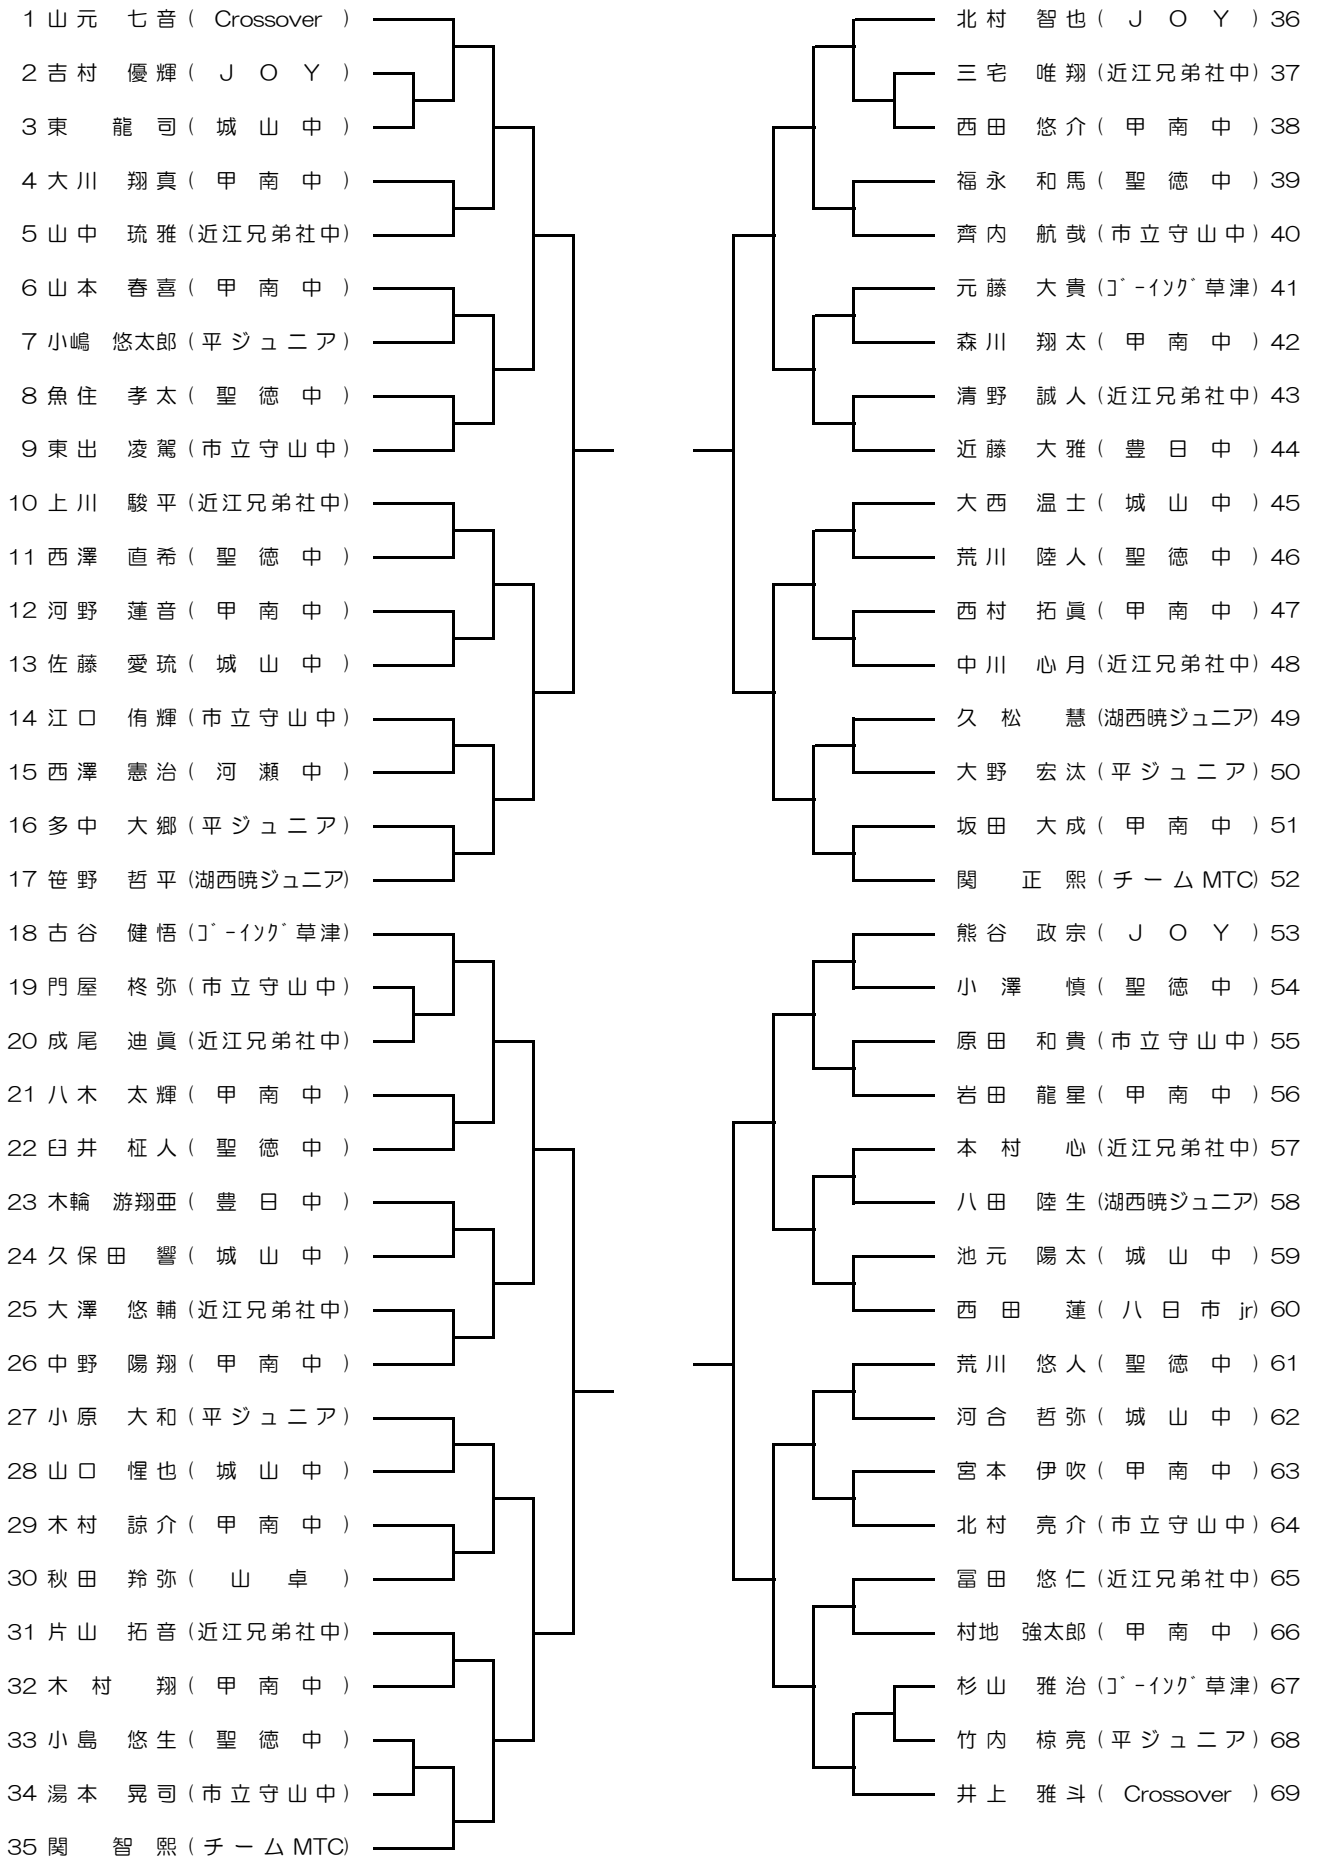 1 山元 七音 ( Crossover )
2 吉村 優輝 ( J O Y )
3 東 龍司 ( 城山中 )
4 大川 翔真 ( 甲南中 )
5 山中 琉雅 (近江兄弟社中)
6 山本 春喜 ( 甲南中 )
7 小嶋 悠太郎 (平ジュニア)
8 魚住 孝太 ( 聖徳中 )
9 東出 凌駕 (市立守山中)
10 上川 駿平 (近江兄弟社中)
11 西澤 直希 ( 聖徳中 )
12 河野 蓮音 ( 甲南中 )
13 佐藤 愛琉 ( 城山中 )
14 江口 侑輝 (市立守山中)
15 西澤 憲治 ( 河瀬中 )
16 多中 大郷 (平ジュニア)
17 笹野 哲平 (湖西暁ジュニア)
18 古谷 健悟 (ｺﾞｰｲﾝｸﾞ草津)
19 門屋 柊弥 (市立守山中)
20 成尾 迪眞 (近江兄弟社中)
21 八木 太輝 ( 甲南中 )
22 臼井 柾人 ( 聖徳中 )
23 木輪 游翔亜 ( 豊日中 )
24 久保田 響 ( 城山中 )
25 大澤 悠輔 (近江兄弟社中)
26 中野 陽翔 ( 甲南中 )
27 小原 大和 (平ジュニア)
28 山口 惺也 ( 城山中 )
29 木村 諒介 ( 甲南中 )
30 秋田 羚弥 ( 山卓 )
31 片山 拓音 (近江兄弟社中)
32 木村 翔 ( 甲南中 )
33 小島 悠生 ( 聖徳中 )
34 湯本 晃司 (市立守山中)
35 関 智熙 (チームMTC)
北村 智也 ( J O Y ) 36
三宅 唯翔 (近江兄弟社中) 37
西田 悠介 ( 甲南中 ) 38
福永 和馬 ( 聖徳中 ) 39
齊内 航哉 (市立守山中) 40
元藤 大貴 (ｺﾞｰｲﾝｸﾞ草津) 41
森川 翔太 ( 甲南中 ) 42
清野 誠人 (近江兄弟社中) 43
近藤 大雅 ( 豊日中 ) 44
大西 温士 ( 城山中 ) 45
荒川 陸人 ( 聖徳中 ) 46
西村 拓眞 ( 甲南中 ) 47
中川 心月 (近江兄弟社中) 48
久松 慧 (湖西暁ジュニア) 49
大野 宏汰 (平ジュニア) 50
坂田 大成 ( 甲南中 ) 51
関 正熙 (チームMTC) 52
熊谷 政宗 ( J O Y ) 53
小澤 慎 ( 聖徳中 ) 54
原田 和貴 (市立守山中) 55
岩田 龍星 ( 甲南中 ) 56
本村 心 (近江兄弟社中) 57
八田 陸生 (湖西暁ジュニア) 58
池元 陽太 ( 城山中 ) 59
西田 蓮 ( 八日市jr) 60
荒川 悠人 ( 聖徳中 ) 61
河合 哲弥 ( 城山中 ) 62
宮本 伊吹 ( 甲南中 ) 63
北村 亮介 (市立守山中) 64
冨田 悠仁 (近江兄弟社中) 65
村地 強太郎 ( 甲南中 ) 66
杉山 雅治 (ｺﾞｰｲﾝｸﾞ草津) 67
竹内 椋亮 (平ジュニア) 68
井上 雅斗 ( Crossover ) 69